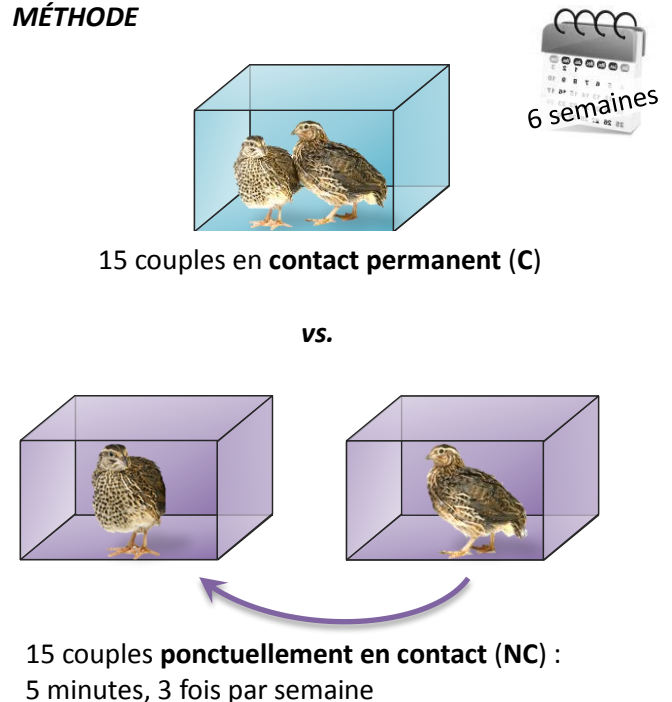 MÉTHODE
6 semaines
15 couples en contact permanent (C)
vs.
15 couples ponctuellement en contact (NC) :
5 minutes, 3 fois par semaine